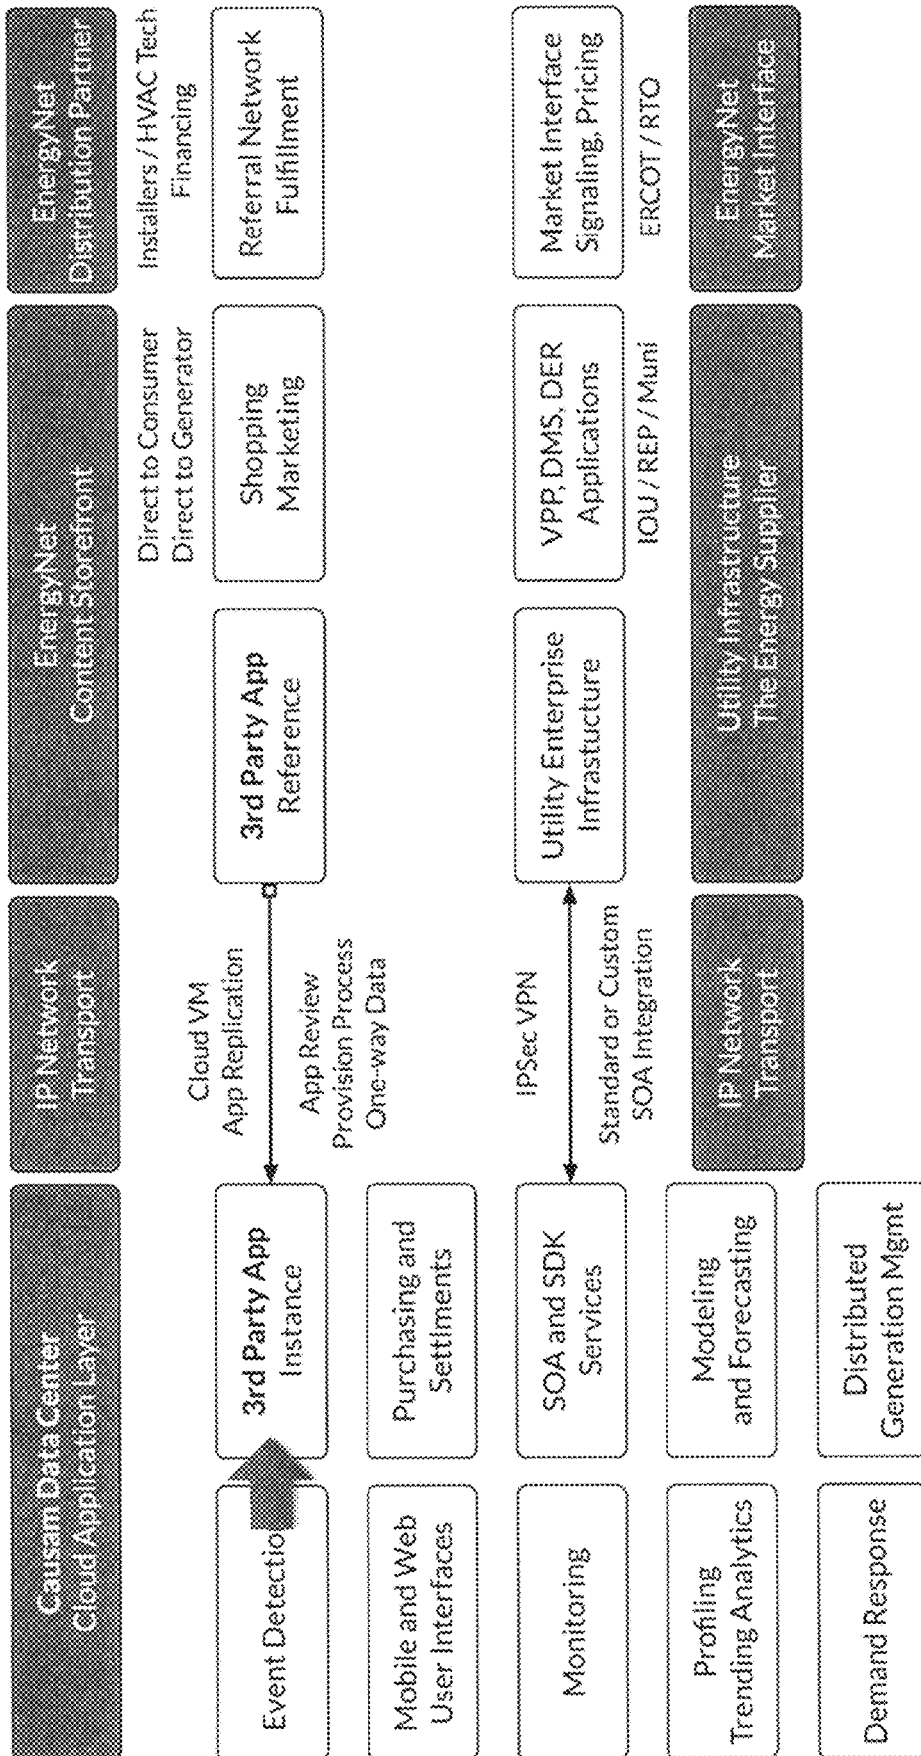 Causam Data Center
Cloud Application Layer
IP Network
Transport
EnergyNet
Content Storefront
EnergyNet
Distribution Partner
Cloud VM
App Replication
Direct to Consumer
Direct to Generator
Installers / HVAC Tech
Financing
Event Detectio
3rd Party App
Instance
3rd Party App
Reference
Shopping
Marketing
Referral Network
Fulfillment
App Review
Provision Process
One-way Data
Mobile and Web
User Interfaces
Purchasing and
Settlments
IPSec VPN
Monitoring
SOA and SDK
Services
Utility Enterprise
Infrastucture
VPP, DMS, DER
Applications
Market Interface
Signaling, Pricing
Standard or Custom
SOA Integration
IOU / REP / Muni
ERCOT / RTO
Profiling
Trending Analytics
Modeling
and Forecasting
IP Network
Transport
Utility Infrastructure
The Energy Supplier
EnergyNet
Market Interface
Demand Response
Distributed
Generation Mgmt